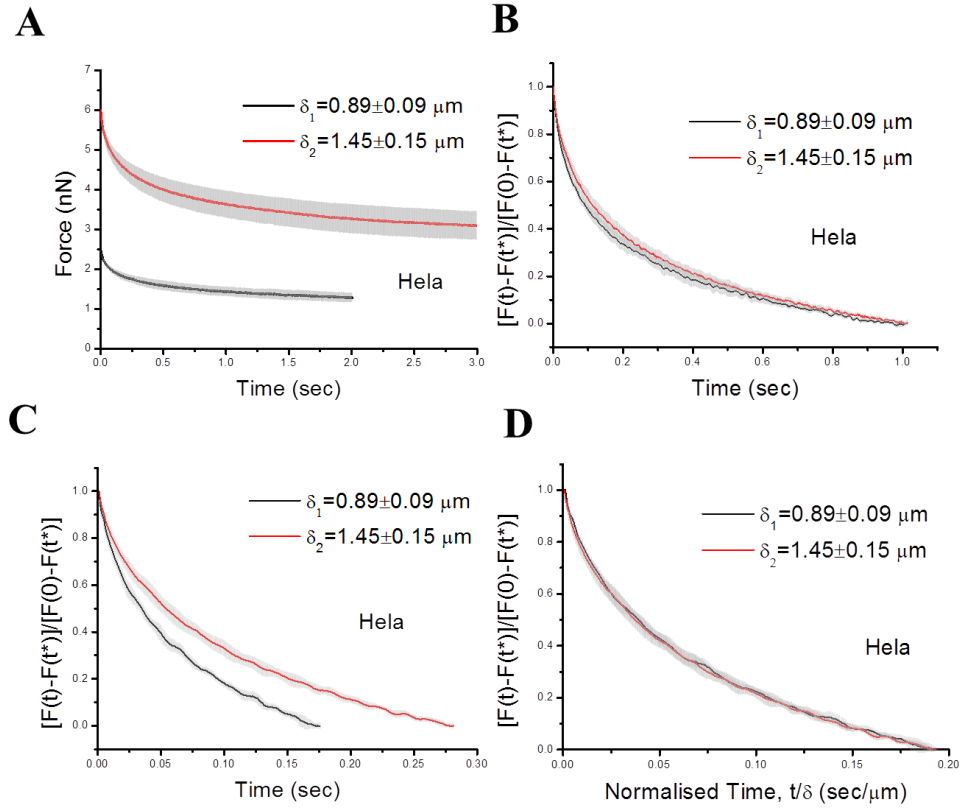 A
7
6
5
4
3
2
1
0
0.0 0.5 1.0 1.5 2.0 2.5 3.0
Force (nN)
Time (sec)
δ1=0.89±0.09 μm
δ2=1.45±0.15 μm
Hela
B
1.0
0.8
0.6
0.4
0.2
0.0
0.0 0.2 0.4 0.6 0.8 1.0
[F(t)-F(t*)]/[F(0)-F(t*)]
Time (sec)
δ1=0.89±0.09 μm
δ2=1.45±0.15 μm
Hela
C
1.0
0.8
0.6
0.4
0.2
0.0
0.00 0.05 0.10 0.15 0.20 0.25 0.30
[F(t)-F(t*)]/[F(0)-F(t*)]
Time (sec)
δ1=0.89±0.09 μm
δ2=1.45±0.15 μm
Hela
D
1.0
0.8
0.6
0.4
0.2
0.0
0.00 0.05 0.10 0.15 0.20
[F(t)-F(t*)]/[F(0)-F(t*)]
Normalised Time, t/δ (sec/μm)
δ1=0.89±0.09 μm
δ2=1.45±0.15 μm
Hela